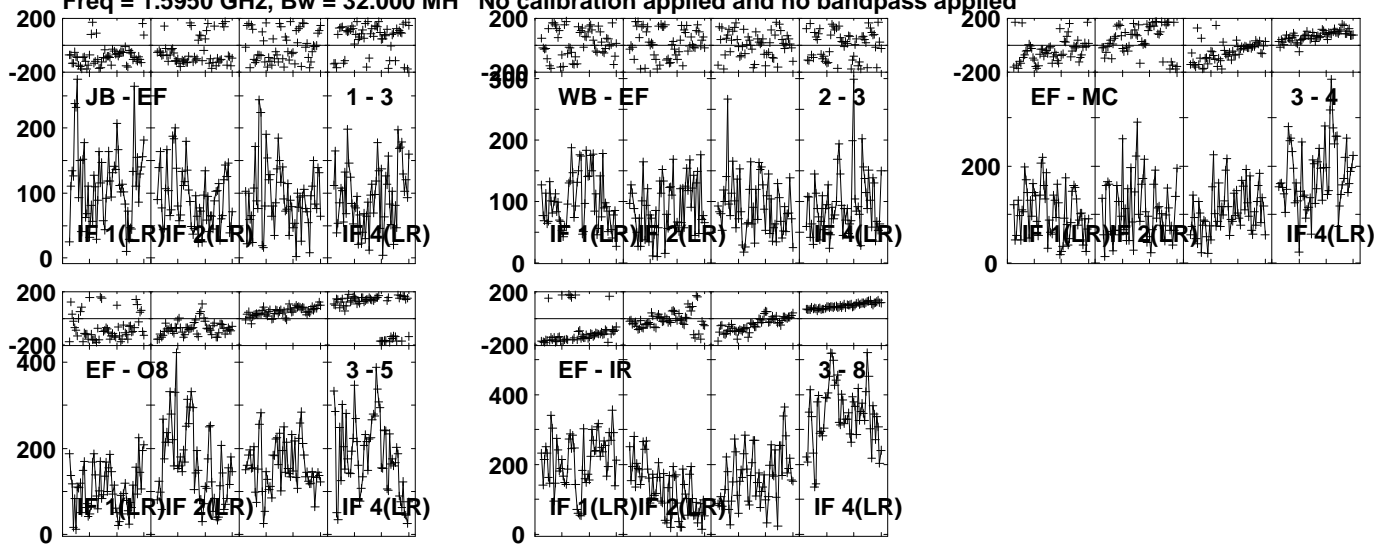 Freq = 1.5950 GHz, Bw = 32.000 MH No calibration applied and no bandpass applied
200
-200
JB - EF 1 - 3
200
100
0
IF 1(LR) IF 2(LR) IF 4(LR)
200
-200
300
WB - EF 2 - 3
200
100
0
IF 1(LR) IF 2(LR) IF 4(LR)
200
-200
EF - MC 3 - 4
200
0
IF 1(LR) IF 2(LR) IF 4(LR)
200
-200
400
EF - O8 3 - 5
200
0
IF 1(LR) IF 2(LR) IF 4(LR)
200
-200
EF - IR 3 - 8
400
200
0
IF 1(LR) IF 2(LR) IF 4(LR)